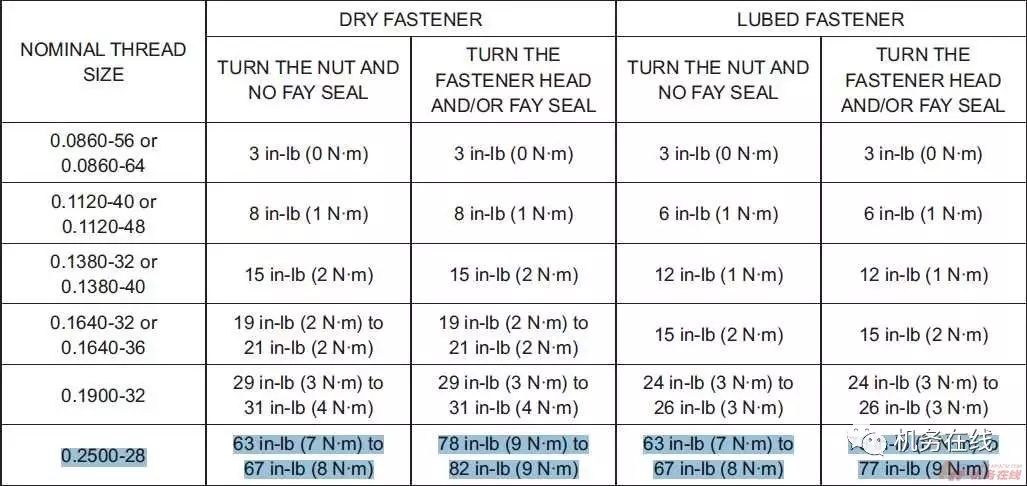 NOMINAL THREAD
SIZE
DRY FASTENER
LUBED FASTENER
TURN THE NUT AND
NO FAY SEAL
TURN THE
FASTENER HEAD
AND/OR FAY SEAL
TURN THE NUT AND
NO FAY SEAL
TURN THE
FASTENER HEAD
AND/OR FAY SEAL
0.0860-56 or
0.0860-64
3 in-lb (0 N·m)
3 in-lb (0 N·m)
3 in-lb (0 N·m)
3 in-lb (0 N·m)
0.1120-40 or
0.1120-48
8 in-lb (1 N·m)
8 in-lb (1 N·m)
6 in-lb (1 N·m)
6 in-lb (1 N·m)
0.1380-32 or
0.1380-40
15 in-lb (2 N·m)
15 in-lb (2 N·m)
12 in-lb (1 N·m)
12 in-lb (1 N·m)
0.1640-32 or
0.1640-36
19 in-lb (2 N·m) to
21 in-lb (2 N·m)
19 in-lb (2 N·m) to
21 in-lb (2 N·m)
15 in-lb (2 N·m)
15 in-lb (2 N·m)
0.1900-32
29 in-lb (3 N·m) to
31 in-lb (4 N·m)
29 in-lb (3 N·m) to
31 in-lb (4 N·m)
24 in-lb (3 N·m) to
26 in-lb (3 N·m)
24 in-lb (3 N·m) to
26 in-lb (3 N·m)
0.2500-28
63 in-lb (7 N·m) to
67 in-lb (8 N·m)
78 in-lb (9 N·m) to
82 in-lb (9 N·m)
63 in-lb (7 N·m) to
67 in-lb (8 N·m)
77 in-lb (9 N·m)
机务在线
机务在线